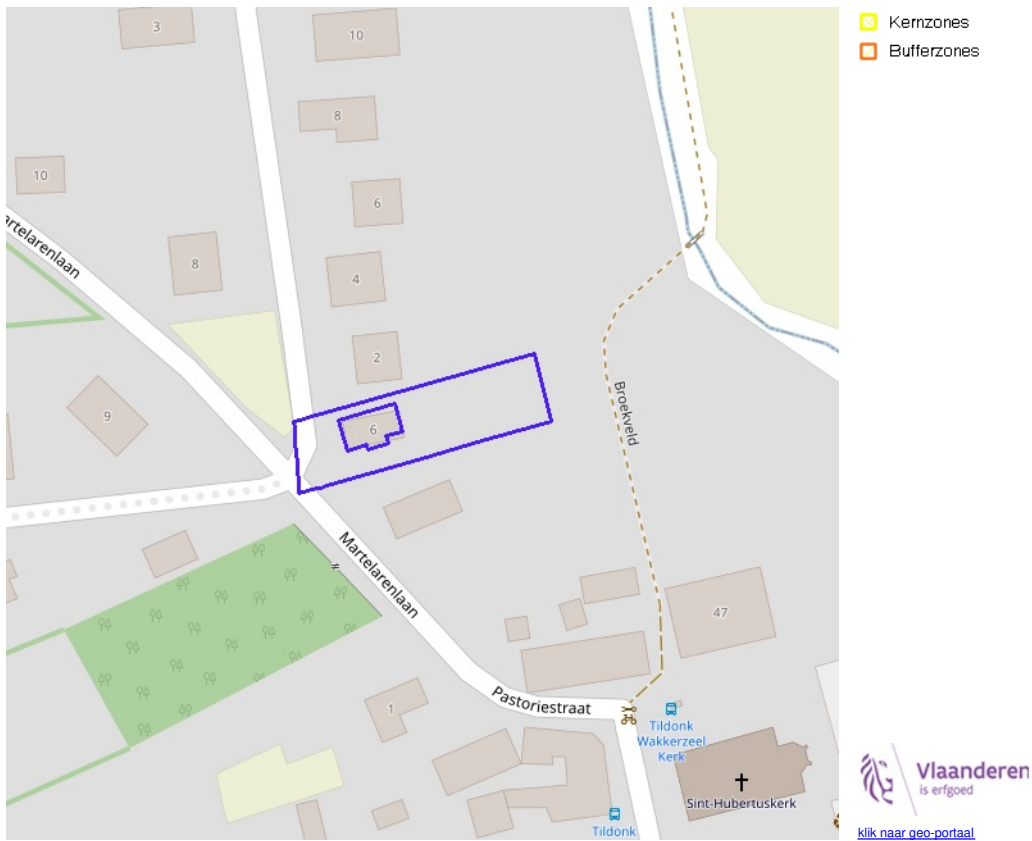 3
10
Kernzones
Bufferzones
8
10
6
artelarenlaan
8
4
2
9
6
Broekveld
Martelarenlaan
47
1
Pastoriestraat
Tildonk
Wakkerzeel
Kerk
Sint-Hubertuskerk
Tildonk
Vlaanderen
is erfgoed
klik naar geo-portaal